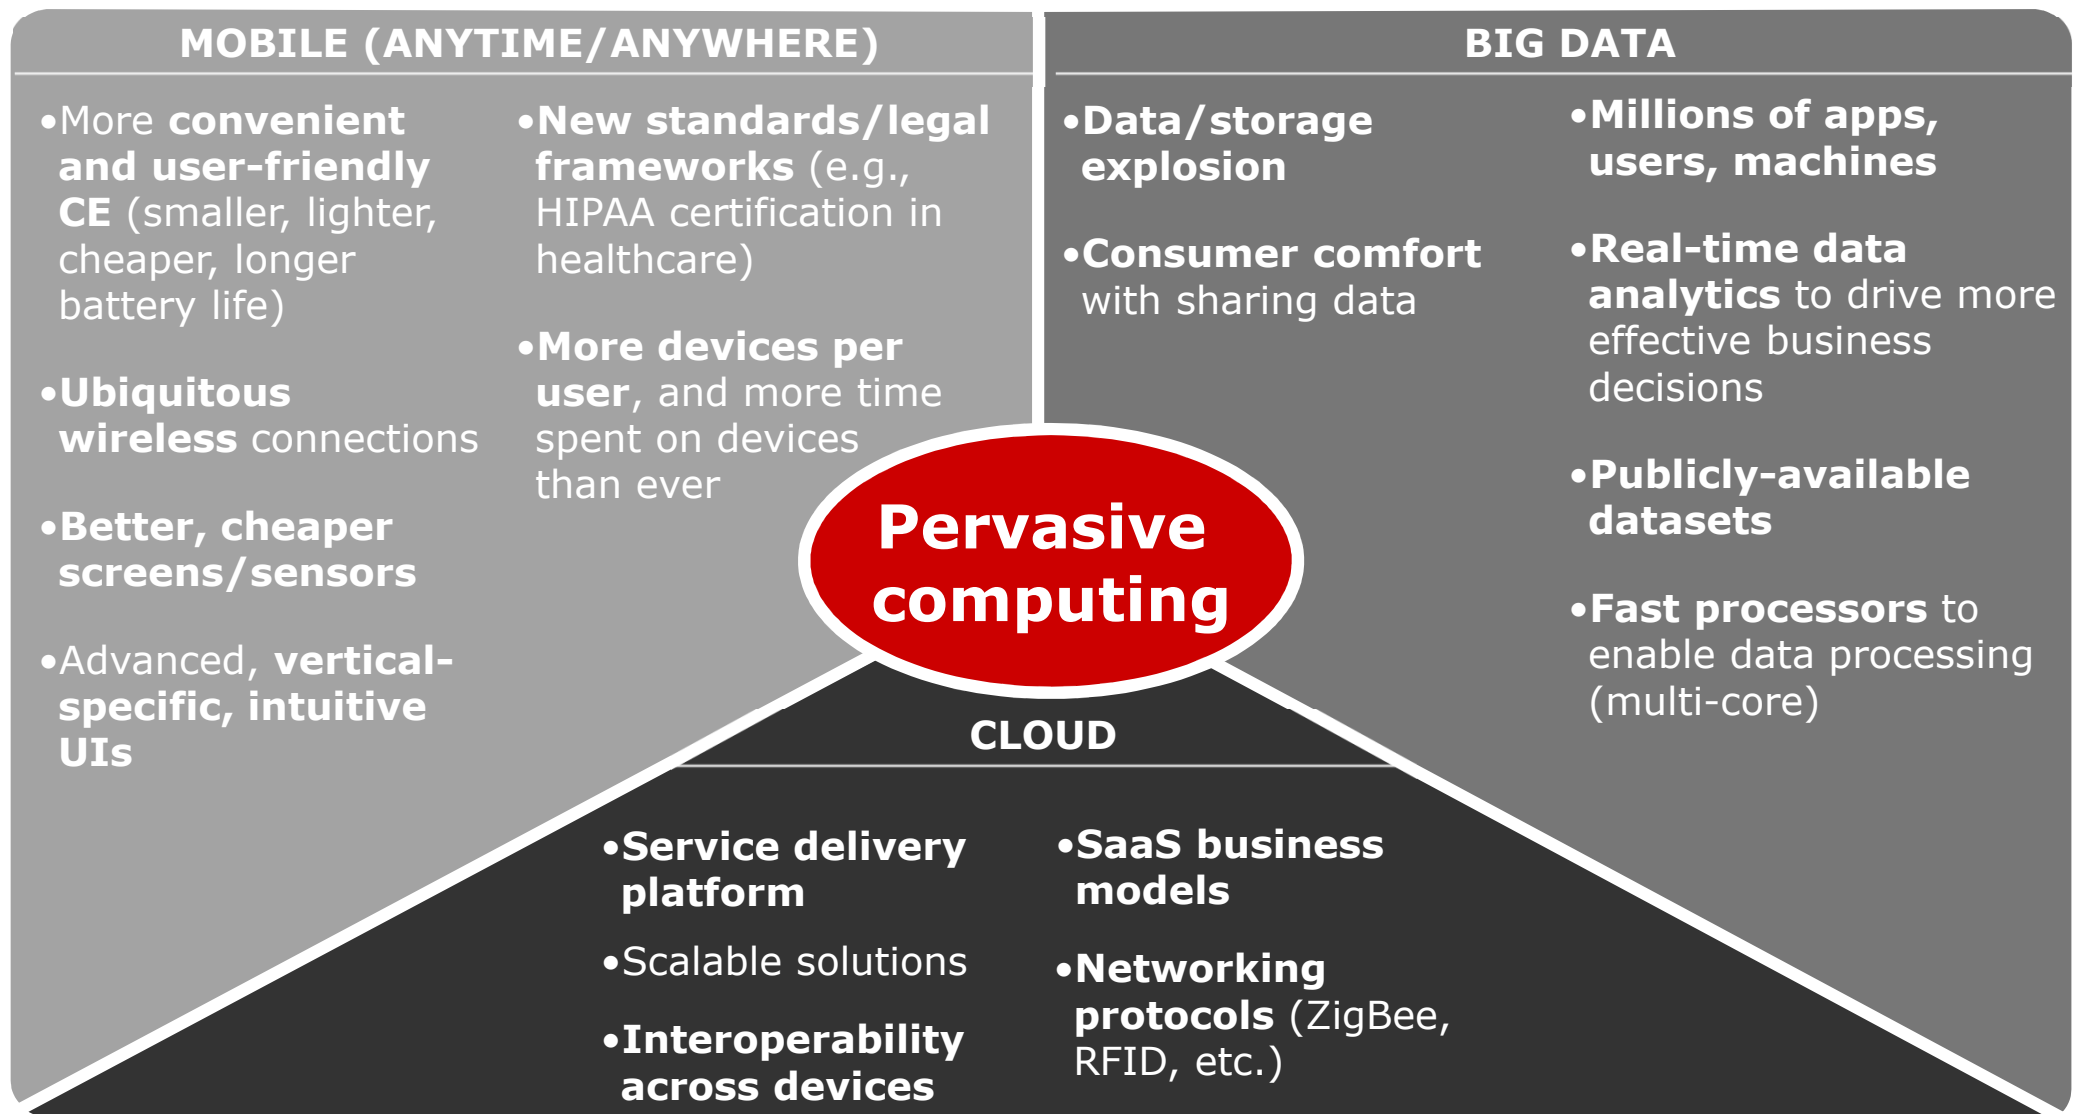 MOBILE (ANYTIME/ANYWHERE)
•More convenient
and user-friendly
CE (smaller, lighter,
cheaper, longer
battery life)
•Ubiquitous
wireless connections
•Better, cheaper
screens/sensors
•Advanced, vertical-
specific, intuitive
UIs
•New standards/legal
frameworks (e.g.,
HIPAA certification in
healthcare)
•More devices per
user, and more time
spent on devices
than ever
BIG DATA
•Data/storage
explosion
•Consumer comfort
with sharing data
•Millions of apps,
users, machines
•Real-time data
analytics to drive more
effective business
decisions
•Publicly-available
datasets
•Fast processors to
enable data processing
(multi-core)
Pervasive
computing
CLOUD
•Service delivery
platform
•Scalable solutions
•Interoperability
across devices
•SaaS business
models
•Networking
protocols (ZigBee,
RFID, etc.)